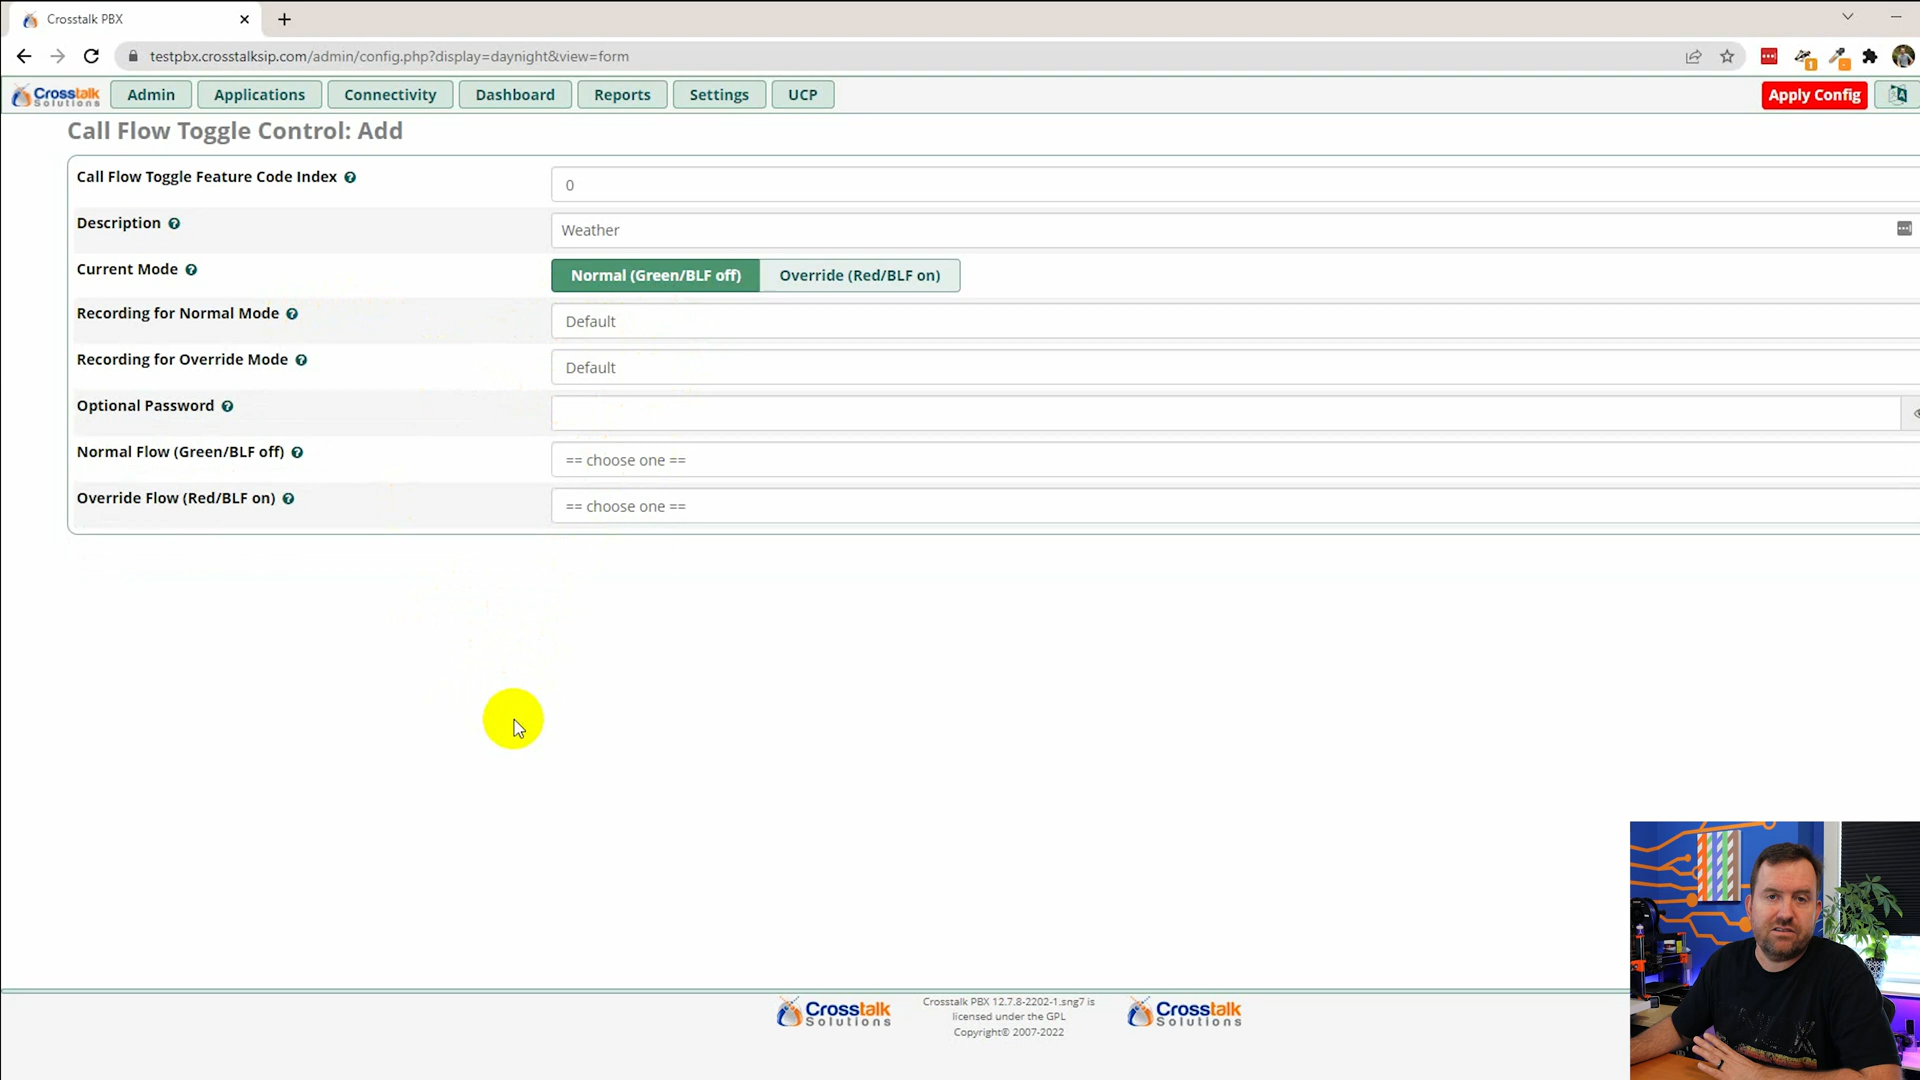 Crosstalk PBX
testpbx.crosstalksip.com/admin/config.php?display=daynight&view=form
Crosstalk Solutions
Admin
Applications
Connectivity
Dashboard
Reports
Settings
UCP
Apply Config
Call Flow Toggle Control: Add
Call Flow Toggle Feature Code Index
0
Description
Weather
Current Mode
Normal (Green/BLF off)
Override (Red/BLF on)
Recording for Normal Mode
Default
Recording for Override Mode
Default
Optional Password
Normal Flow (Green/BLF off)
== choose one ==
Override Flow (Red/BLF on)
== choose one ==
Crosstalk Solutions
Crosstalk PBX 12.7.8-2202-1.sng7 is
licensed under the GPL
Copyright© 2007-2022
Crosstalk Solutions